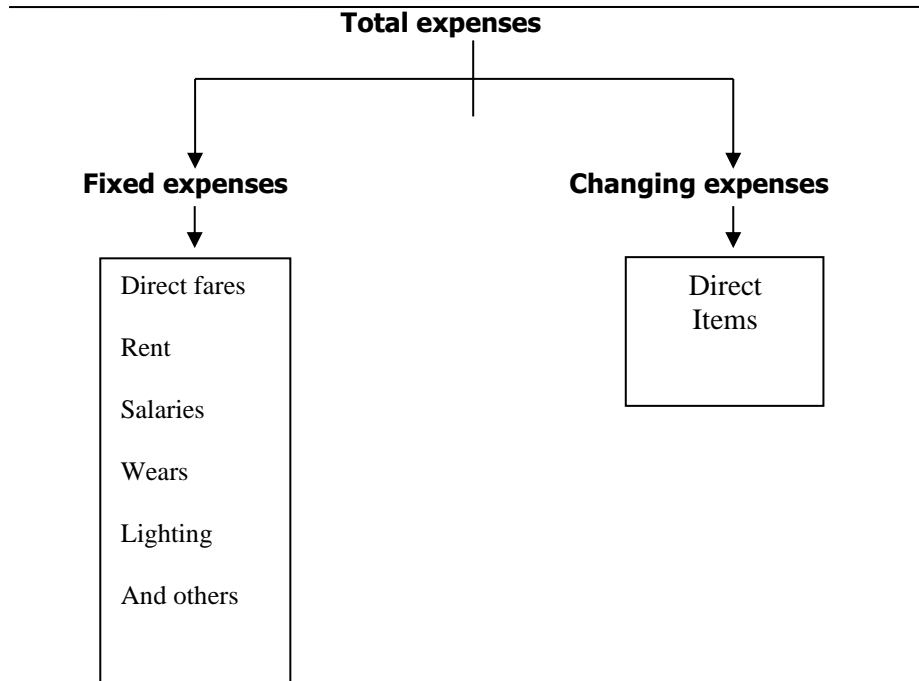 Total expenses
Fixed expenses
Changing expenses
Direct fares
Rent
Salaries
Wears
Lighting
And others
Direct
Items